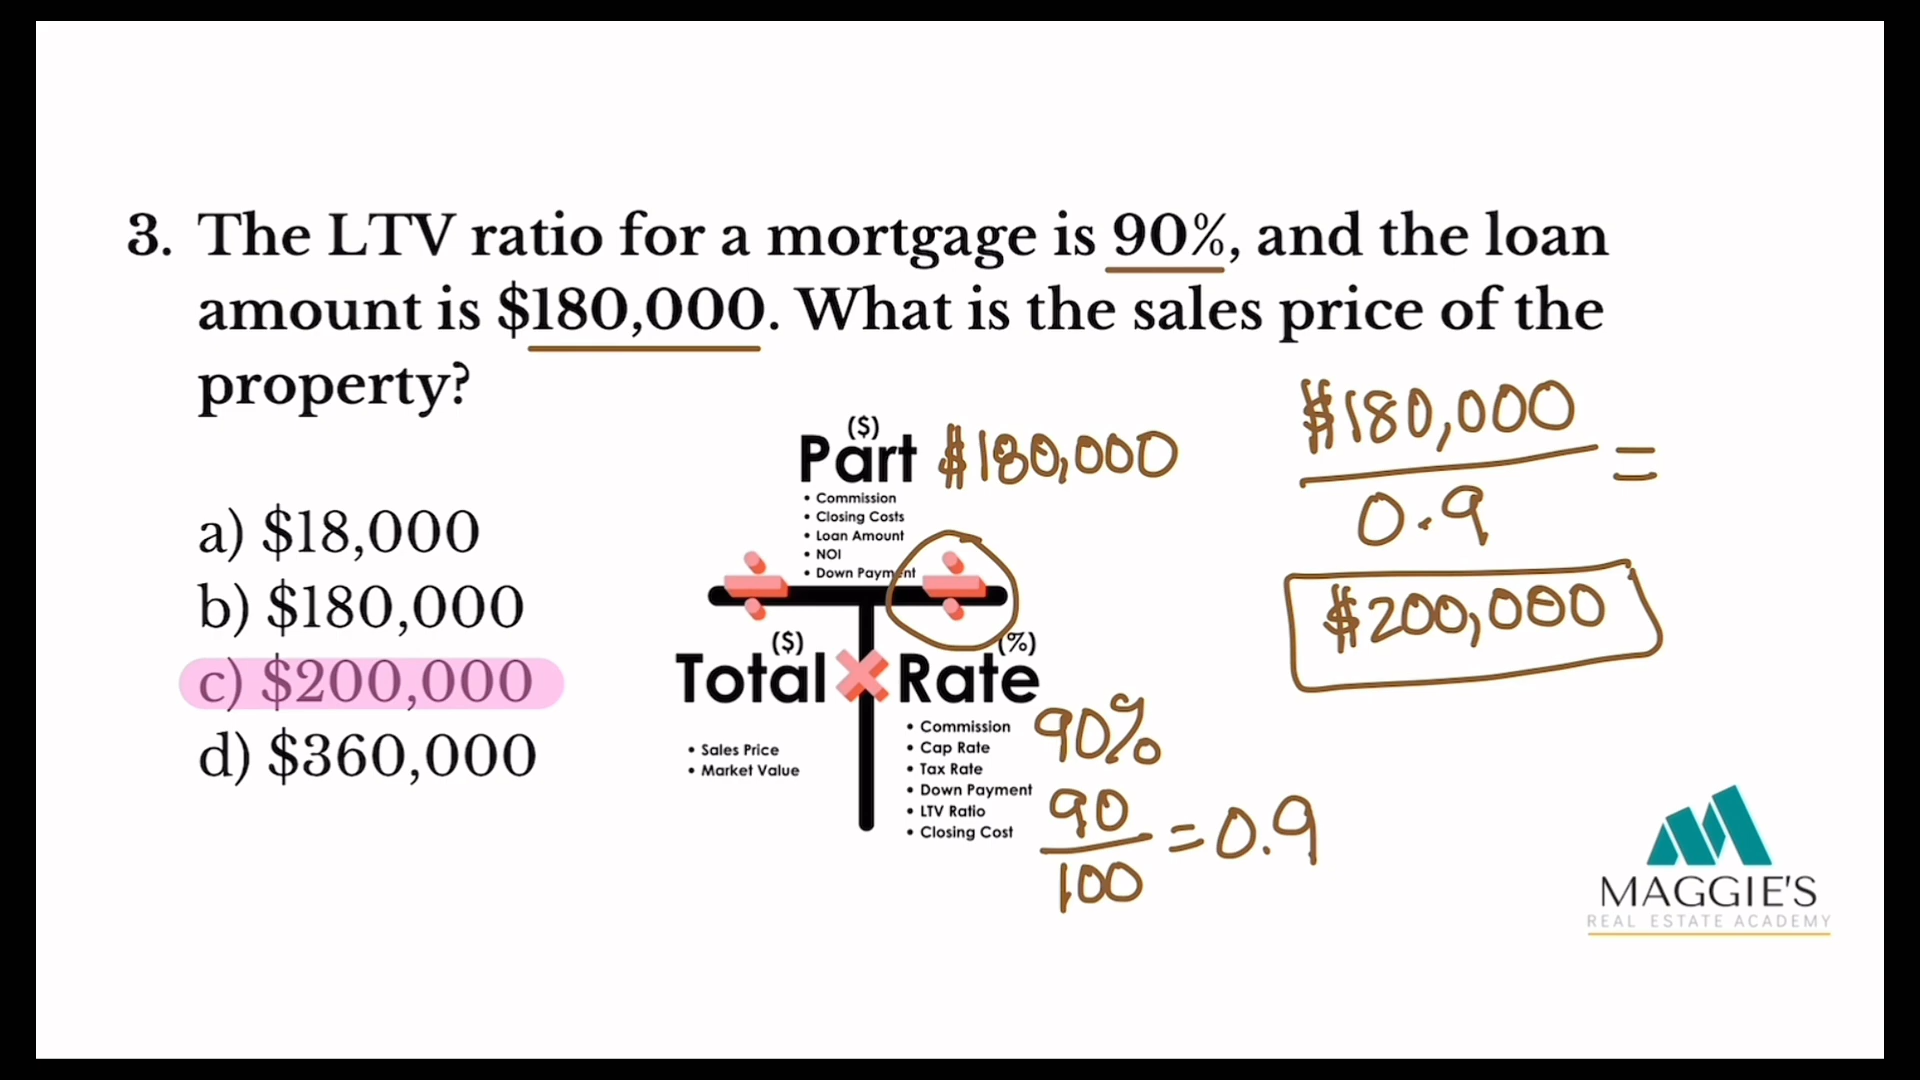 3. The LTV ratio for a mortgage is 90%, and the loan
amount is $180,000. What is the sales price of the
property?
a) $18,000
b) $180,000
c) $200,000
d) $360,000
($)
Part $180,000
• Commission
• Closing Costs
• Loan Amount
• NOI
• Down Payment
($)
Total
• Sales Price
• Market Value
(%)
Rate
• Commission
• Cap Rate
• Tax Rate
• Down Payment
• LTV Ratio
• Closing Cost
90%
90
100
= 0.9
$180,000
0.9
=
$200,000
MAGGIE'S
REAL ESTATE ACADEMY